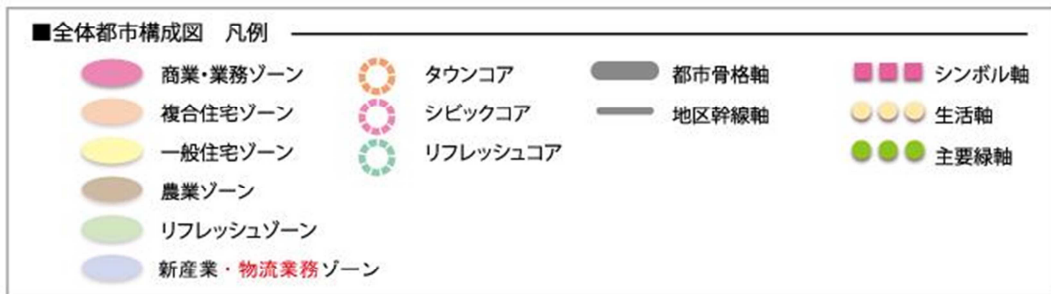 ■全体都市構成図　凡例
商業・業務ゾーン
複合住宅ゾーン
一般住宅ゾーン
農業ゾーン
リフレッシュゾーン
新産業・物流業務ゾーン
タウンコア
シビックコア
リフレッシュコア
都市骨格軸
地区幹線軸
シンボル軸
生活軸
主要緑軸